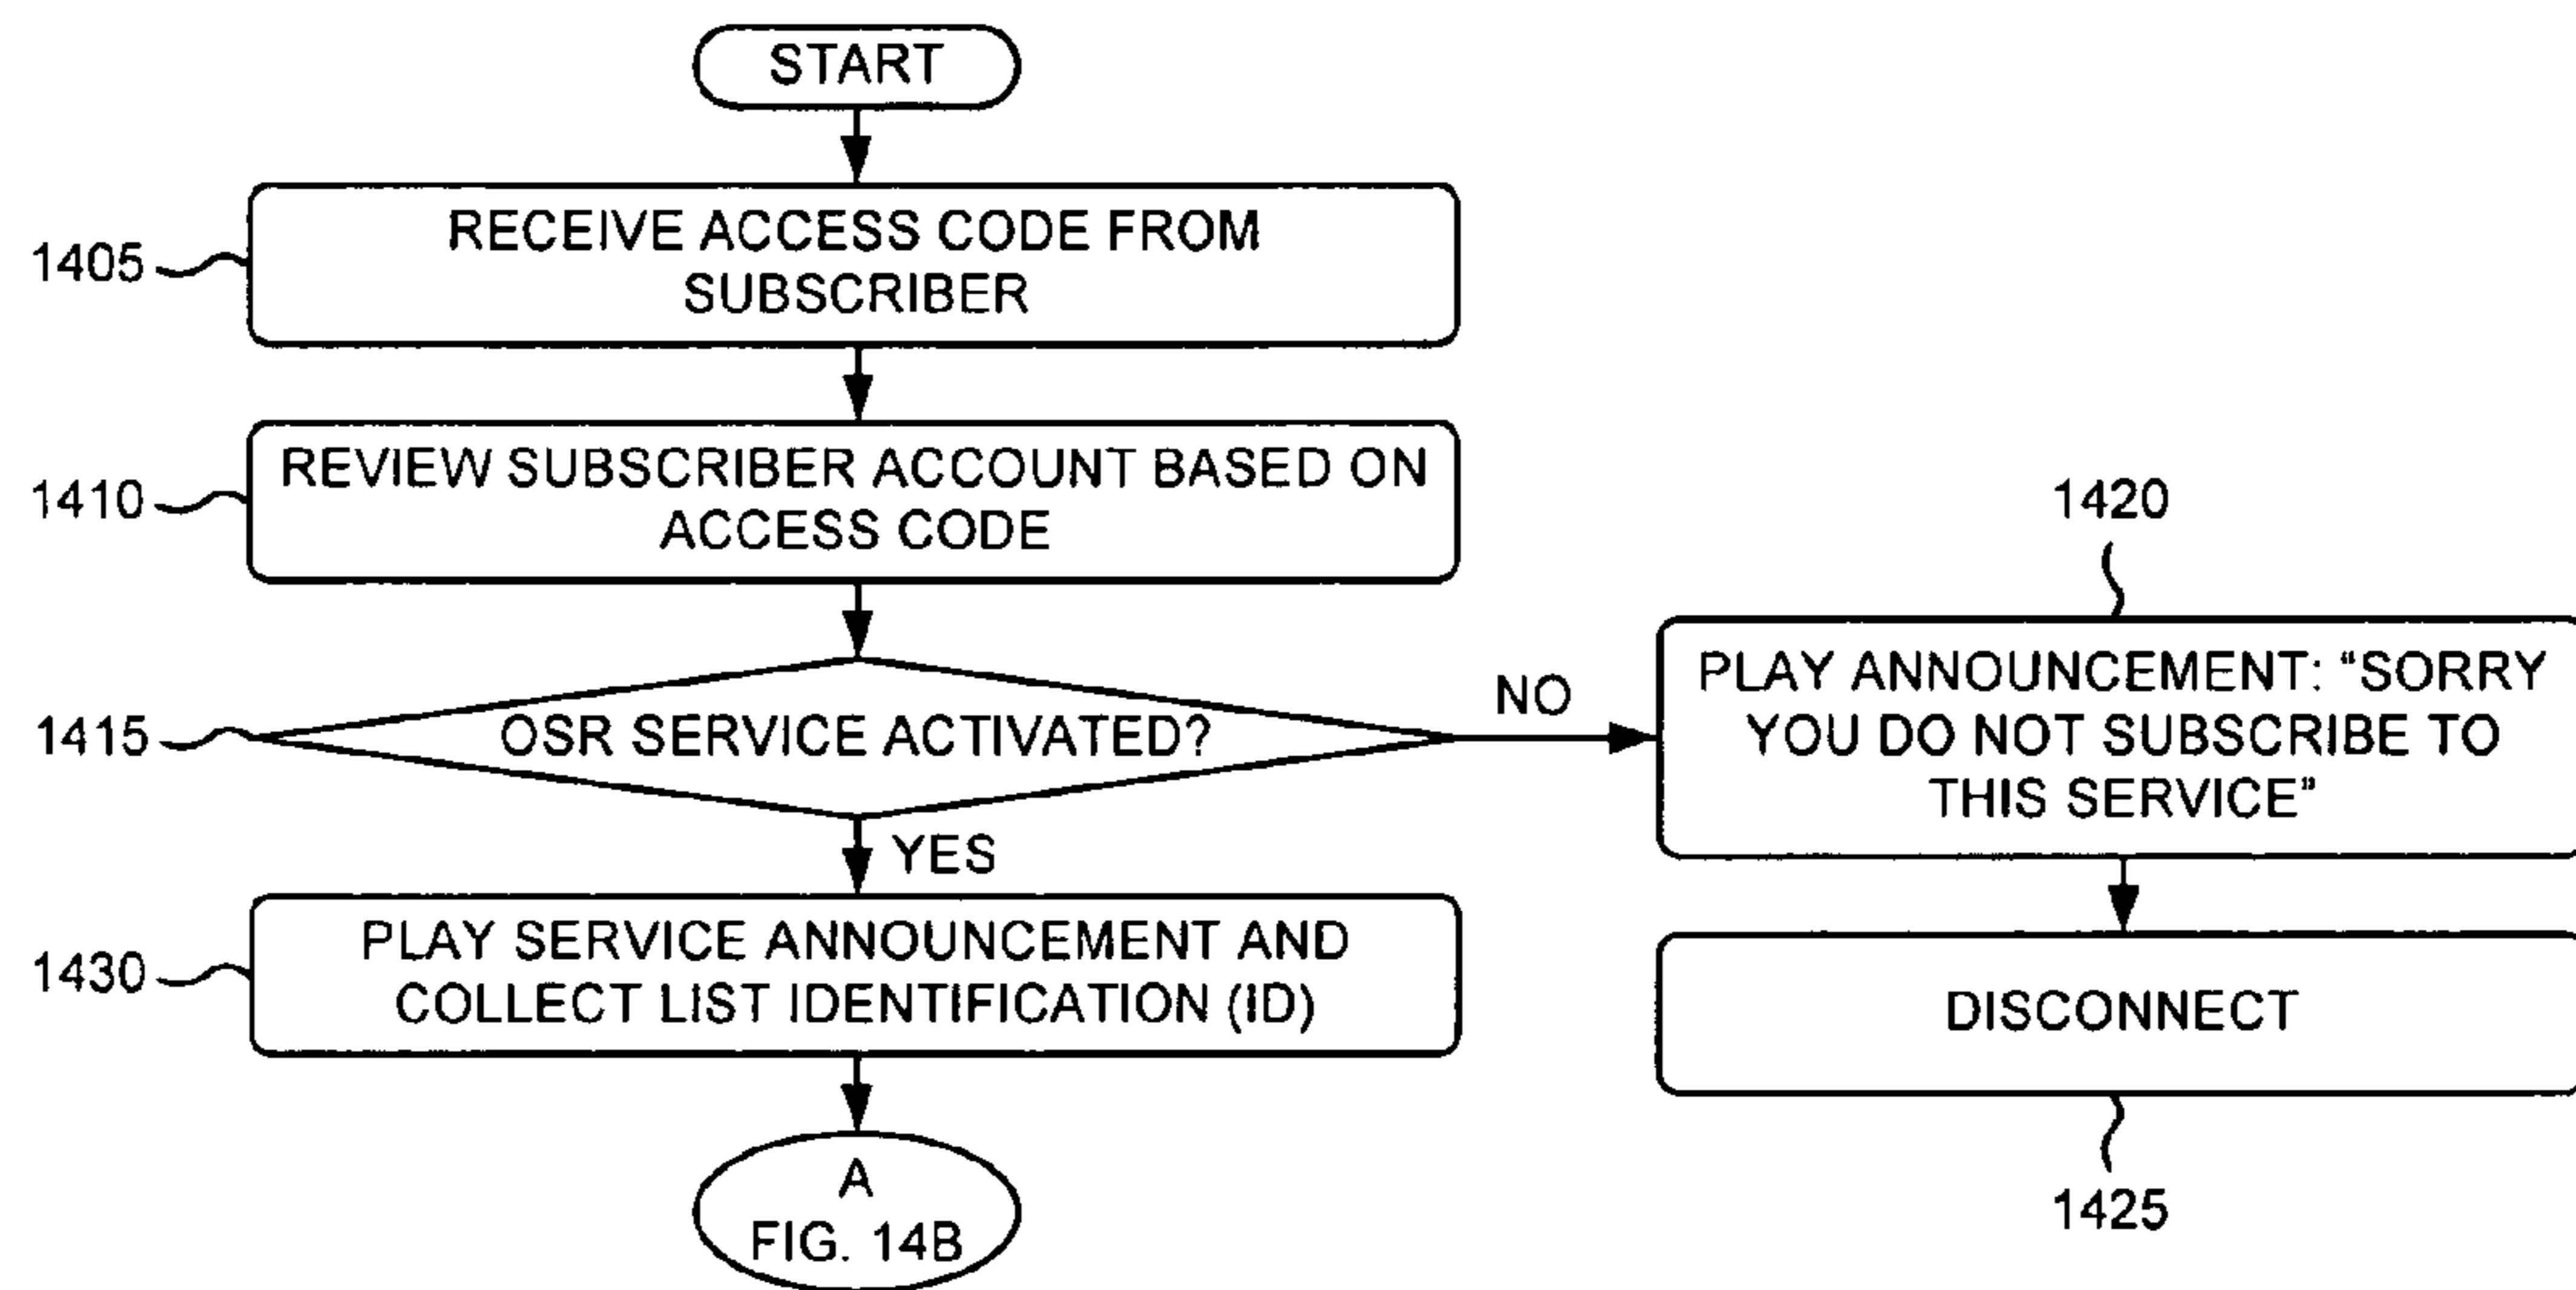 START
1405
RECEIVE ACCESS CODE FROM
SUBSCRIBER
1410
REVIEW SUBSCRIBER ACCOUNT BASED ON
ACCESS CODE
1415
OSR SERVICE ACTIVATED?
NO
1420
PLAY ANNOUNCEMENT: “SORRY
YOU DO NOT SUBSCRIBE TO
THIS SERVICE”
YES
1430
PLAY SERVICE ANNOUNCEMENT AND
COLLECT LIST IDENTIFICATION (ID)
DISCONNECT
1425
A
FIG. 14B